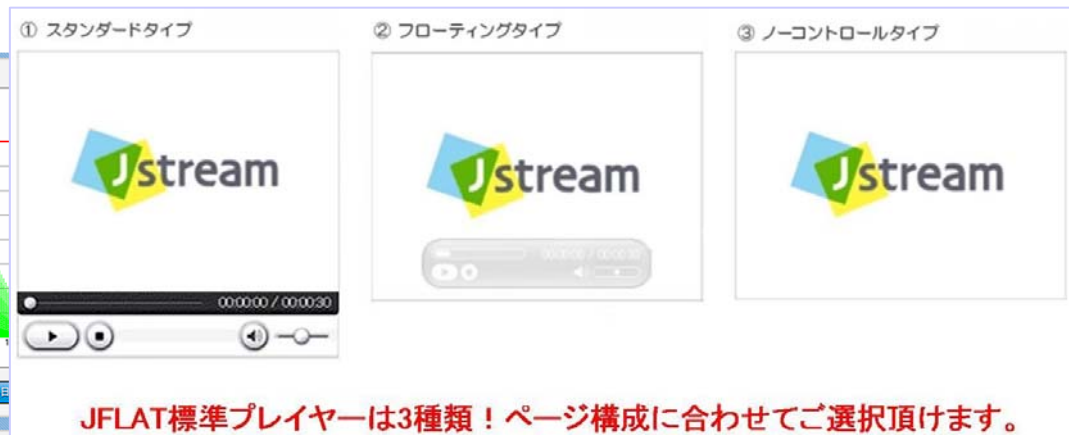 ① スタンダードタイプ
② フローティングタイプ
③ ノーコントロールタイプ
Jstream
Jstream
Jstream
00:00:00 / 00:00:30
JFLAT標準プレイヤーは3種類！ページ構成に合わせてご選択頂けます。